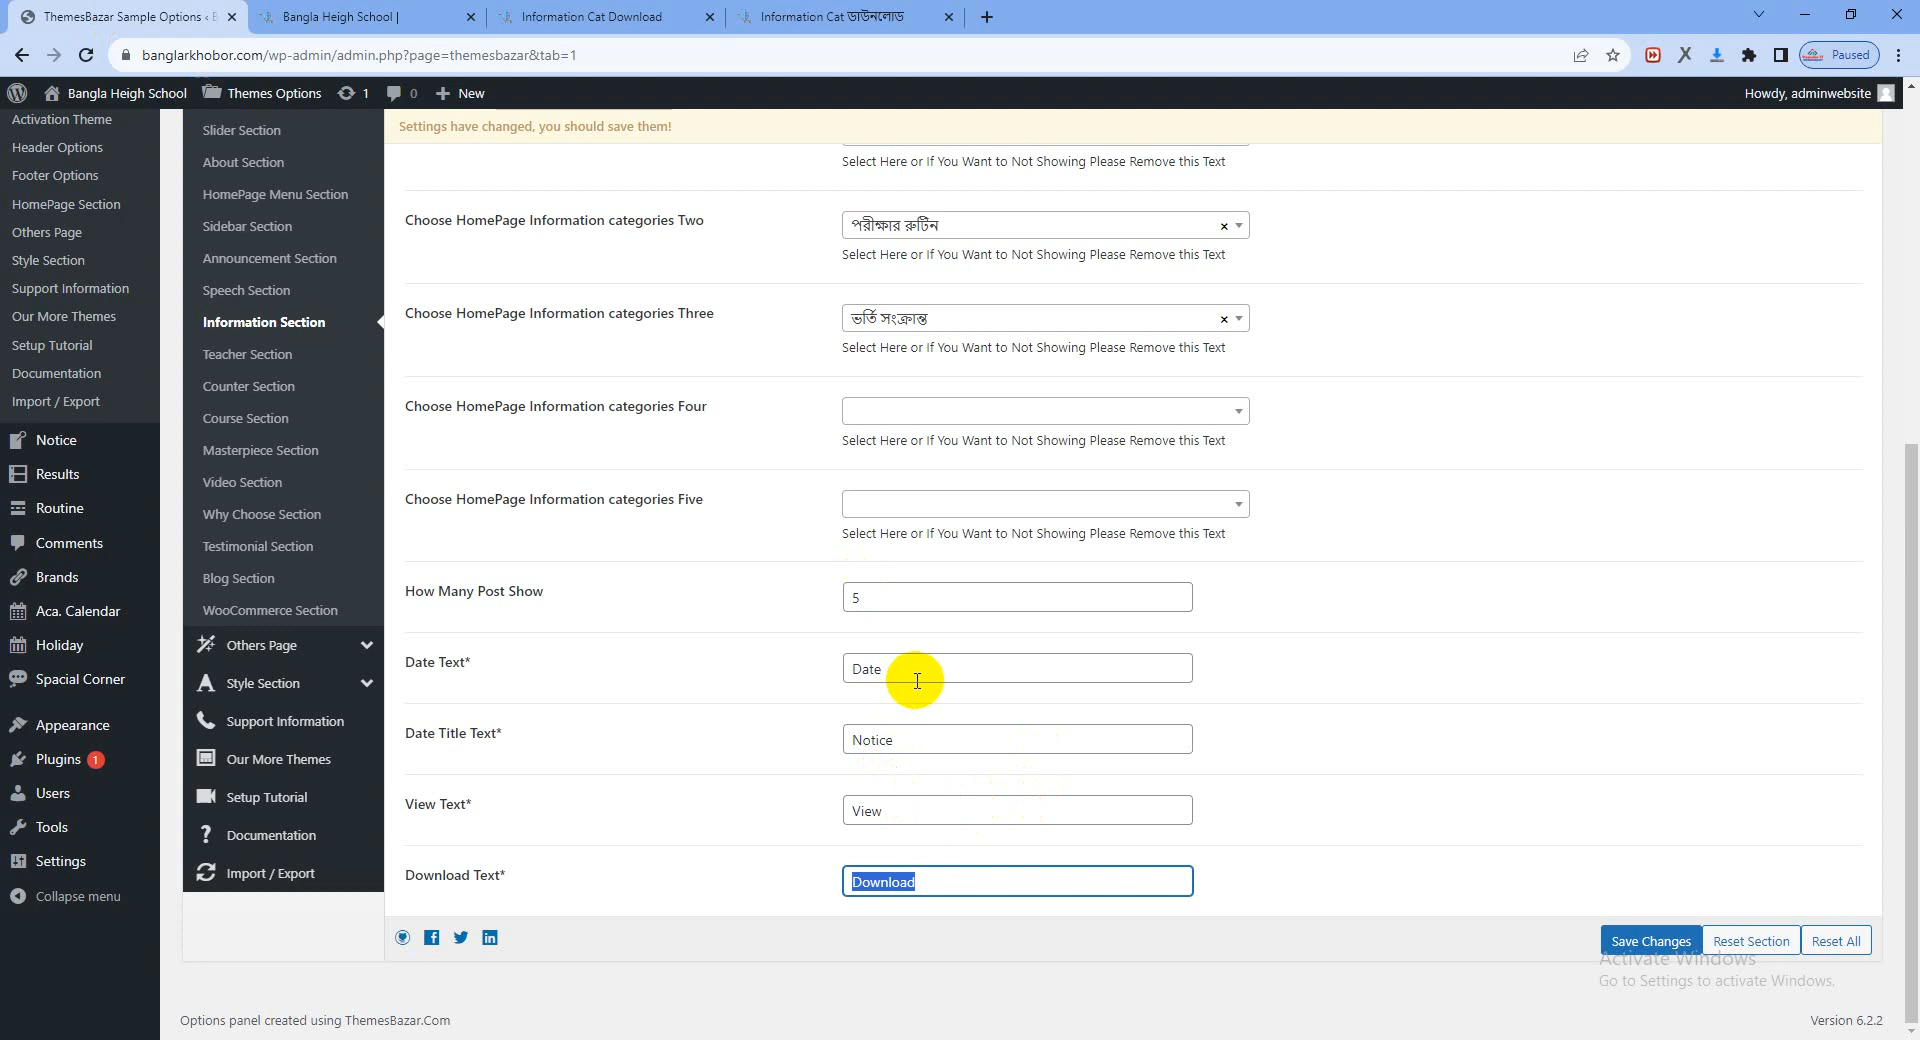 ThemesBazar Sample Options ‹ B
Bangla Heigh School |
Information Cat Download
Information Cat ডাউনলোড
banglarkhobor.com/wp-admin/admin.php?page=themesbazar&tab=1
Paused
Bangla Heigh School
Themes Options
1
0
New
Howdy, adminwebsite
Activation Theme
Header Options
Footer Options
HomePage Section
Others Page
Style Section
Support Information
Our More Themes
Setup Tutorial
Documentation
Import / Export
Notice
Results
Routine
Comments
Brands
Aca. Calendar
Holiday
Spacial Corner
Appearance
Plugins 1
Users
Tools
Settings
Collapse menu
Slider Section
About Section
HomePage Menu Section
Sidebar Section
Announcement Section
Speech Section
Information Section
Teacher Section
Counter Section
Course Section
Masterpiece Section
Video Section
Why Choose Section
Testimonial Section
Blog Section
WooCommerce Section
Others Page
Style Section
Support Information
Our More Themes
Setup Tutorial
Documentation
Import / Export
Settings have changed, you should save them!
Select Here or If You Want to Not Showing Please Remove this Text
Choose HomePage Information categories Two
পরীক্ষার রুটিন
Select Here or If You Want to Not Showing Please Remove this Text
Choose HomePage Information categories Three
ভর্তি সংক্রান্ত
Select Here or If You Want to Not Showing Please Remove this Text
Choose HomePage Information categories Four
Select Here or If You Want to Not Showing Please Remove this Text
Choose HomePage Information categories Five
Select Here or If You Want to Not Showing Please Remove this Text
How Many Post Show
5
Date Text*
Date
Date Title Text*
Notice
View Text*
View
Download Text*
Download
Save Changes
Reset Section
Reset All
Activate Windows
Go to Settings to activate Windows.
Options panel created using ThemesBazar.Com
Version 6.2.2